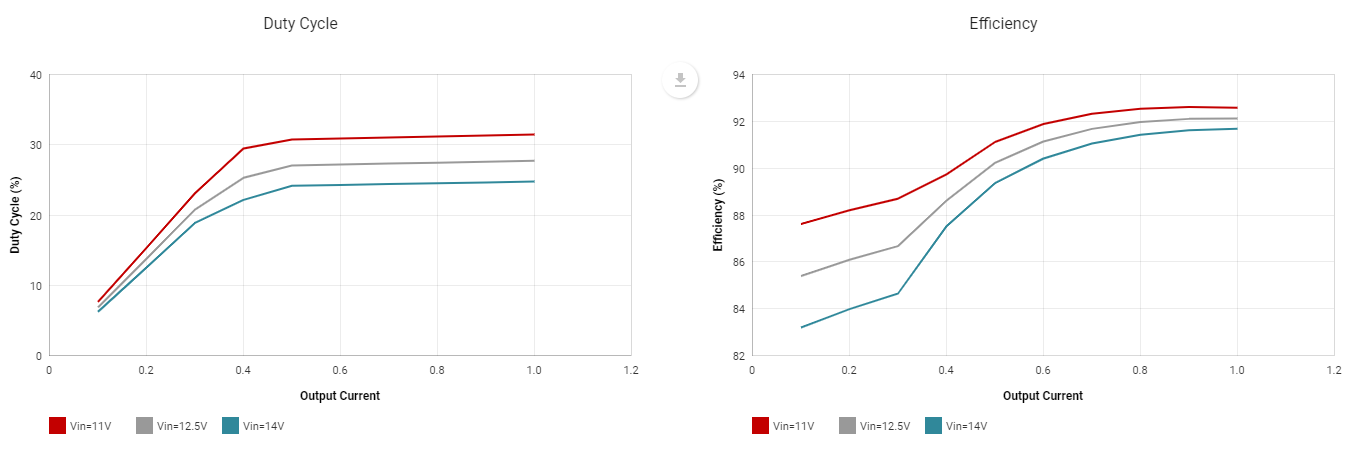 Duty Cycle
40
30
20
10
0
Duty Cycle (%)
0 0.2 0.4 0.6 0.8 1.0 1.2
Output Current
Vin=11V Vin=12.5V Vin=14V
Efficiency
94
92
90
88
86
84
82
Efficiency (%)
0 0.2 0.4 0.6 0.8 1.0 1.2
Output Current
Vin=11V Vin=12.5V Vin=14V